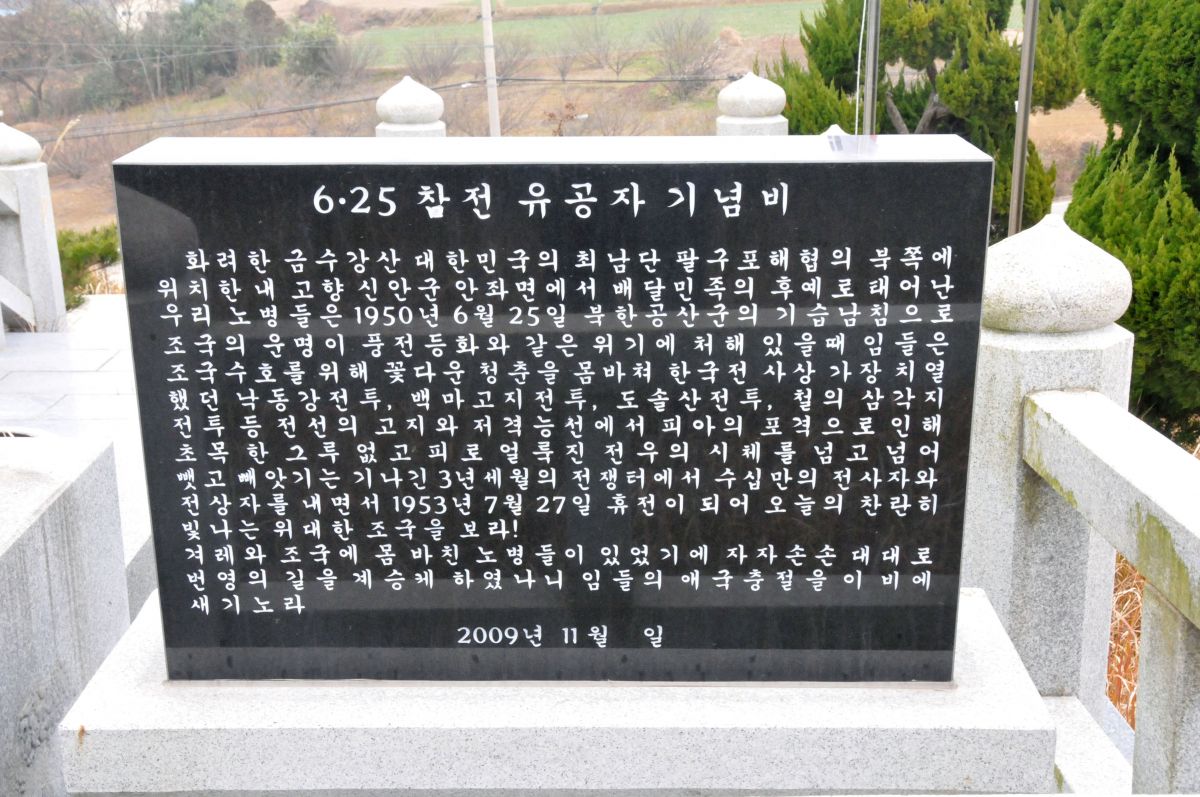 6·25 참전 유공자 기념비
화려한 금수강산 대한민국의 최남단 팔구포해협의 북쪽에
위치한 내 고향 신안군 안좌면에서 배달민족의 후예로 태어난
우리 노병들은 1950년 6월 25일 북한공산군의 기습남침으로
조국의 운명이 풍전등화와 같은 위기에 처해 있을때 임들은
조국수호를 위해 꽃다운 청춘을 몸바쳐 한국전 사상 가장 치열
했던 낙동강전투, 백마고지전투, 도솔산전투, 철의 삼각지
전투등 전선의 고지와 저격능선에서 피아의 포격으로 인해
초목 한 그루 없고 피로 얼룩진 전우의 시체를 넘고 넘어
뺏고 빼앗기는 기나긴 3년세월의 전쟁터에서 수십만의 전사자와
전상자를 내면서 1953년 7월 27일 휴전이 되어 오늘의 찬란히
빛나는 위대한 조국을 보라!
겨레와 조국에 몸 바친 노병들이 있었기에 자자손손 대대로
번영의 길을 계승케 하였나니 임들의 애국충절을 이 비에
새기노라
2009년 11월 일